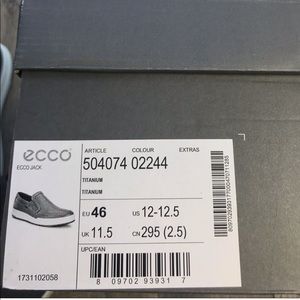 ecco
ECCO JACK
ARTICLE COLOUR EXTRAS
504074 02244
TITANIUM
TITANIUM
EU 46 US 12-12.5
UK 11.5 CN 295 (2.5)
UPC/EAN
8 09702 93931 7
1731102058